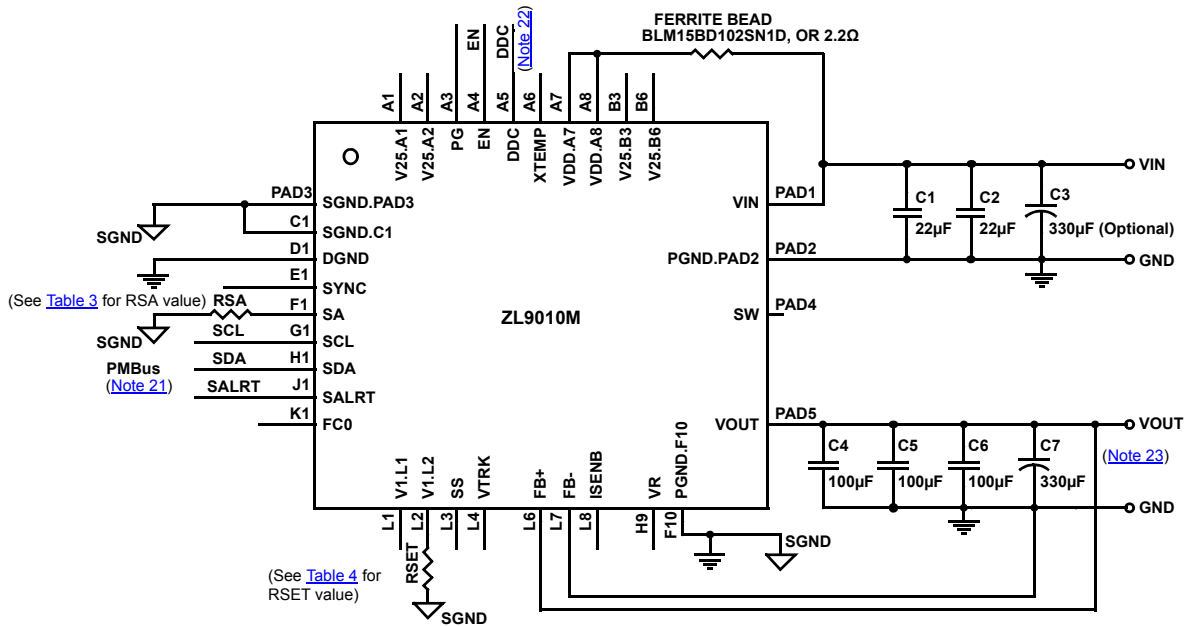 FERRITE BEAD
BLM15BD102SN1D, OR 2.2Ω
EN
DDC
(Note 22)
A1
A2
A3
A4
A5
A6
A7
A8
B3
B6
V25.A1
V25.A2
PG
EN
DDC
XTEMP
VDD.A7
VDD.A8
V25.B3
V25.B6
PAD3
SGND.PAD3
SGND
C1
SGND.C1
D1
DGND
E1
SYNC
(See Table 3 for RSA value)
RSA
F1
SA
SGND
SCL
G1
SCL
PMBus
(Note 21)
SDA
H1
SDA
SALRT
J1
SALRT
K1
FC0
ZL9010M
VIN
PAD1
PGND.PAD2
PAD2
SW
PAD4
VOUT
PAD5
VIN
C1
22µF
C2
22µF
C3
330µF (Optional)
GND
VOUT
(Note 23)
C4
100µF
C5
100µF
C6
100µF
C7
330µF
GND
V1.L1
V1.L2
SS
VTRK
FB+
FB-
ISENB
VR
PGND.F10
L1
L2
L3
L4
L6
L7
L8
H9
F10
SGND
RSET
(See Table 4 for
RSET value)
SGND